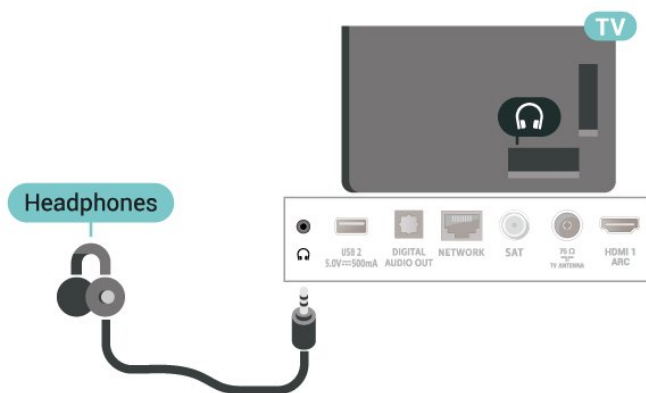 TV
Headphones
USB 2
5.0V⎓500mA
DIGITAL
AUDIO OUT
NETWORK
SAT
75 Ω
TV ANTENNA
HDMI 1
ARC